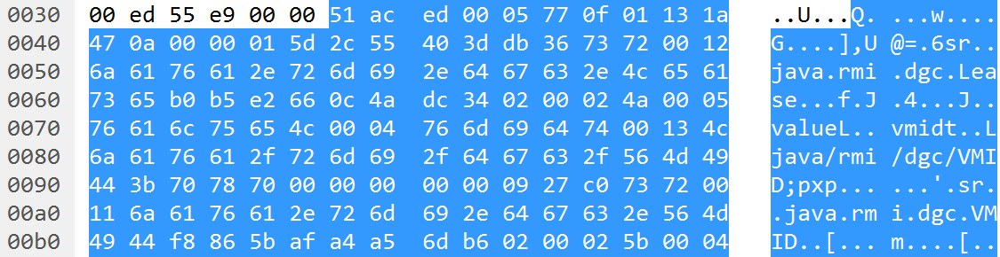 0030 00 ed 55 e9 00 00 51 ac ed 00 05 77 0f 01 13 1a ..U...Q. ...w....
0040 47 0a 00 00 01 5d 2c 55 40 3d db 36 73 72 00 12 G....],U @=.6sr..
0050 6a 61 76 61 2e 72 6d 69 2e 64 67 63 2e 4c 65 61 java.rmi .dgc.Lea
0060 73 65 b0 b5 e2 66 0c 4a dc 34 02 00 02 4a 00 05 se...f.J .4...J..
0070 76 61 6c 75 65 4c 00 04 76 6d 69 64 74 00 13 4c valueL.. vmidt..L
0080 6a 61 76 61 2f 72 6d 69 2f 64 67 63 2f 56 4d 49 java/rmi /dgc/VMI
0090 44 3b 70 78 70 00 00 00 00 00 09 27 c0 73 72 00 D;pxp... ...'.sr.
00a0 11 6a 61 76 61 2e 72 6d 69 2e 64 67 63 2e 56 4d .java.rm i.dgc.VM
00b0 49 44 f8 86 5b af a4 a5 6d b6 02 00 02 5b 00 04 ID..[... m....[..